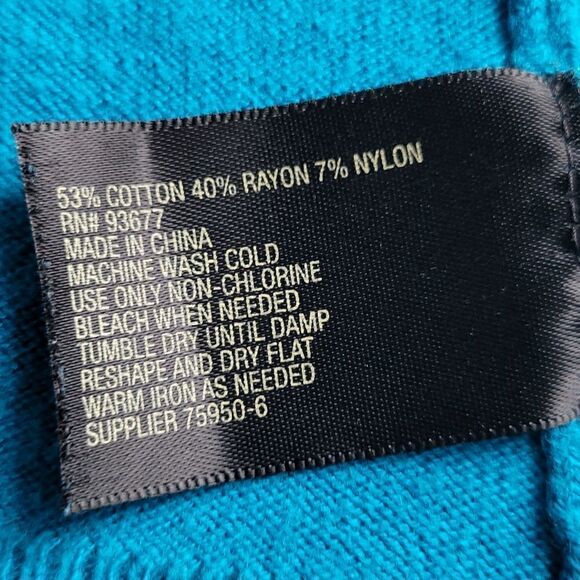 53% COTTON 40% RAYON 7% NYLON
RN# 93677
MADE IN CHINA
MACHINE WASH COLD
USE ONLY NON-CHLORINE
BLEACH WHEN NEEDED
TUMBLE DRY UNTIL DAMP
RESHAPE AND DRY FLAT
WARM IRON AS NEEDED
SUPPLIER 75950-6